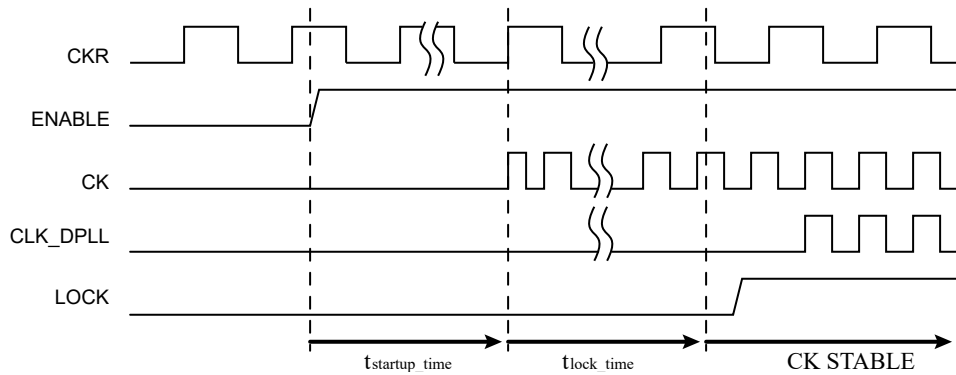 CKR
ENABLE
CK
CLK_DPLL
LOCK
tstartup_time
tlock_time
CK STABLE